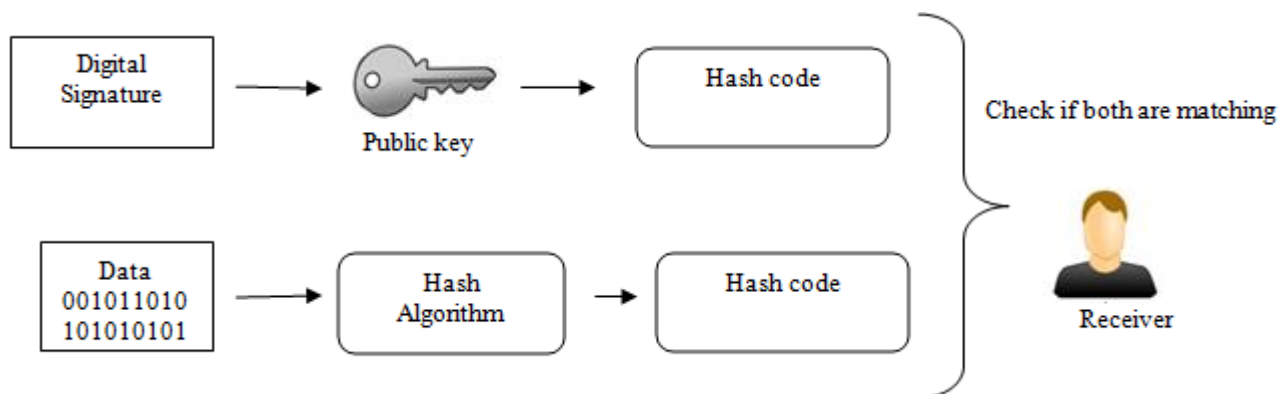 Digital
Signature
Public key
Hash code
Check if both are matching
Data
001011010
101010101
Hash
Algorithm
Hash code
Receiver